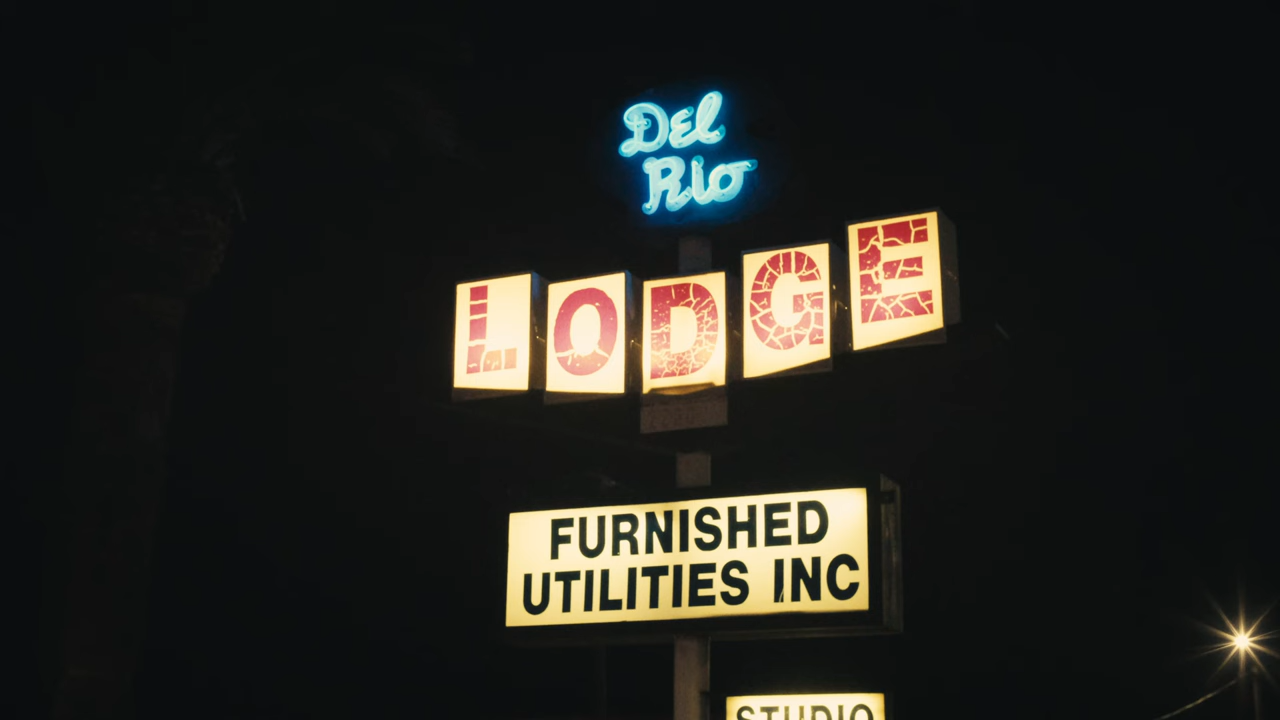 Del
Rio
LODGE
FURNISHED
UTILITIES INC
STUDIO